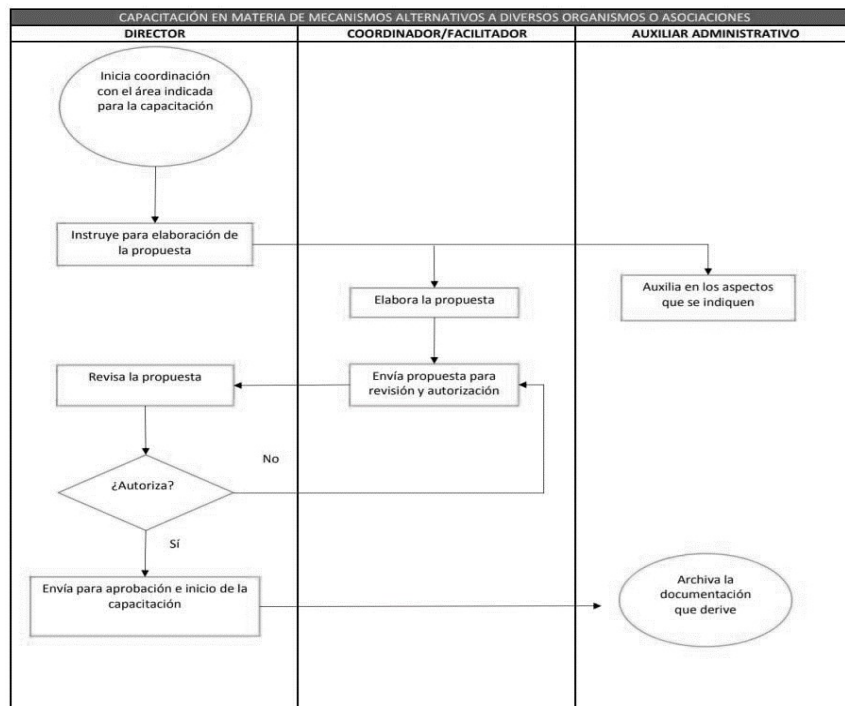 CAPACITACIÓN EN MATERIA DE MECANISMOS ALTERNATIVOS A DIVERSOS ORGANISMOS O ASOCIACIONES
DIRECTOR
COORDINADOR/FACILITADOR
AUXILIAR ADMINISTRATIVO
Inicia coordinación
con el área indicada
para la capacitación
Instruye para elaboración de
la propuesta
Elabora la propuesta
Auxilia en los aspectos
que se indiquen
Revisa la propuesta
Envía propuesta para
revisión y autorización
No
¿Autoriza?
Sí
Envía para aprobación e inicio de la
capacitación
Archiva la
documentación
que derive